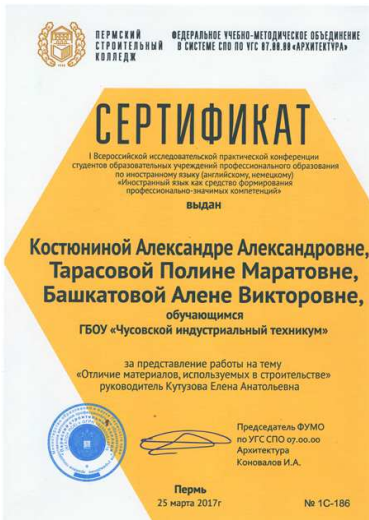 ПЕРМСКИЙ
СТРОИТЕЛЬНЫЙ
КОЛЛЕДЖ
ФЕДЕРАЛЬНОЕ УЧЕБНО-МЕТОДИЧЕСКОЕ ОБЪЕДИНЕНИЕ
В СИСТЕМЕ СПО ПО УГС 07.00.00 «АРХИТЕКТУРА»
СЕРТИФИКАТ
I Всероссийской исследовательской практической конференции
студентов образовательных учреждений профессионального образования
по иностранному языку (английскому, немецкому)
«Иностранный язык как средство формирования
профессионально-значимых компетенций»
выдан
Костюниной Александре Александровне,
Тарасовой Полине Маратовне,
Башкатовой Алене Викторовне,
обучающимся
ГБОУ «Чусовской индустриальный техникум»
за представление работы на тему
«Отличие материалов, используемых в строительстве»
руководитель Кутузова Елена Анатольевна
Председатель ФУМО
по УГС СПО 07.00.00
Архитектура
Коновалов И.А.
Пермь
25 марта 2017г
№ 1С-186